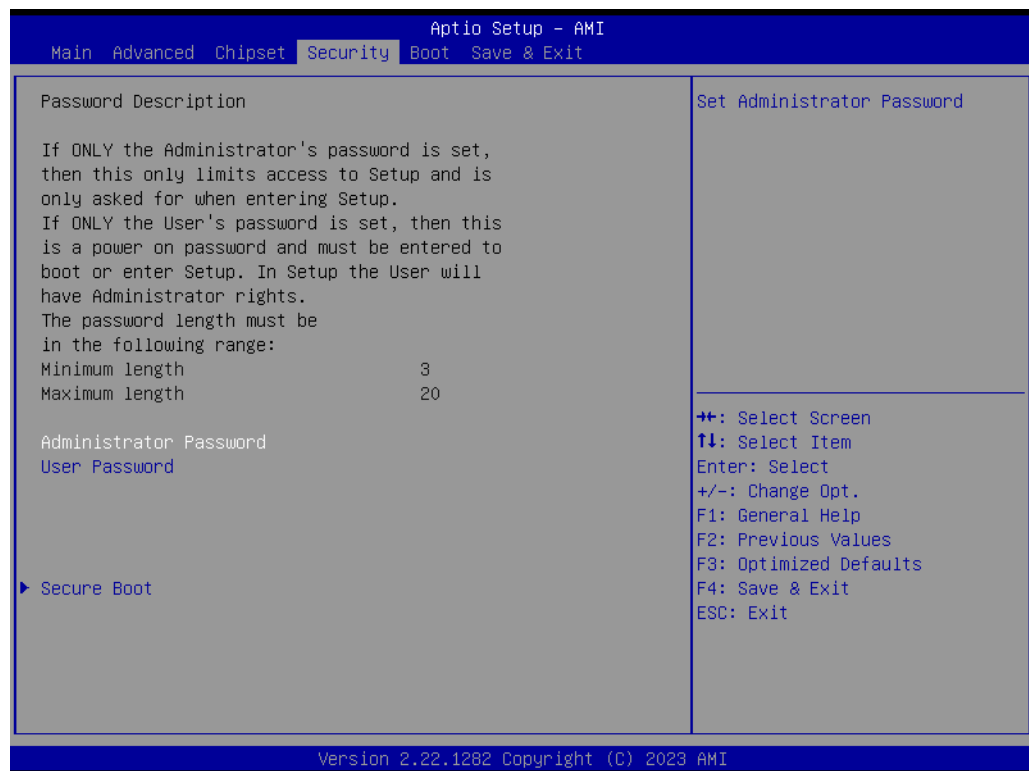 Aptio Setup – AMI
Main Advanced Chipset Security Boot Save & Exit
Password Description
If ONLY the Administrator's password is set,
then this only limits access to Setup and is
only asked for when entering Setup.
If ONLY the User's password is set, then this
is a power on password and must be entered to
boot or enter Setup. In Setup the User will
have Administrator rights.
The password length must be
in the following range:
Minimum length 3
Maximum length 20
Administrator Password
User Password
▶ Secure Boot
Set Administrator Password
→←: Select Screen
↑↓: Select Item
Enter: Select
+/-: Change Opt.
F1: General Help
F2: Previous Values
F3: Optimized Defaults
F4: Save & Exit
ESC: Exit
Version 2.22.1282 Copyright (C) 2023 AMI